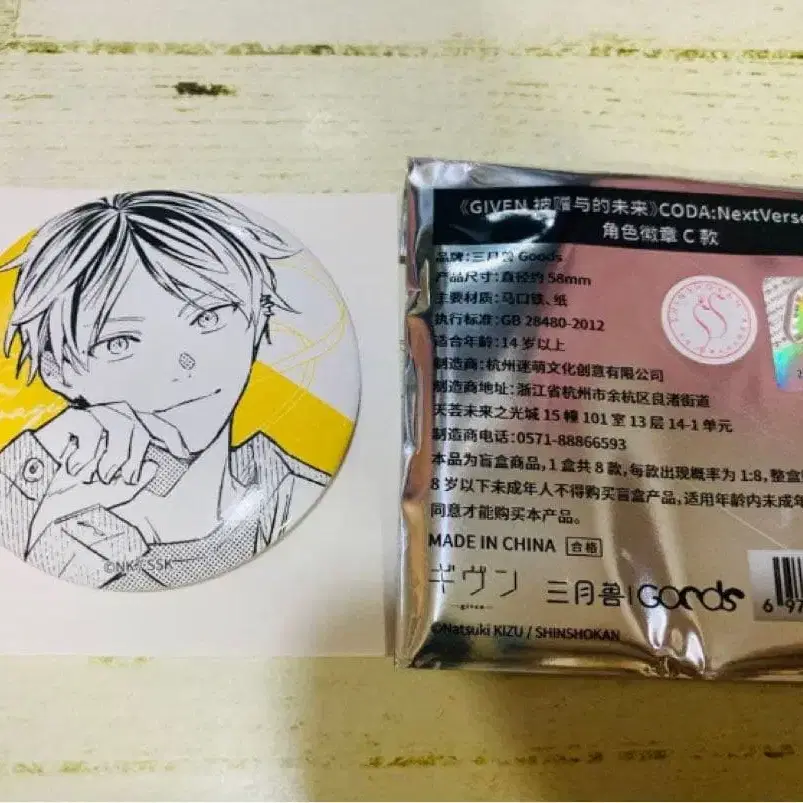 ©NK/CSSK
《GIVEN 被赠与的未来》CODA:NextVerse
角色徽章 C 款
品牌:三月兽 Goods
产品尺寸:直径约 58mm
主要材质:马口铁、纸
执行标准:GB 28480-2012
适合年龄:14 岁以上
制造商:杭州迷萌文化创意有限公司
制造商地址:浙江省杭州市余杭区良渚街道
天荟未来之光城 15 幢 101 室 13 层 14-1 单元
制造商电话:0571-88866593
本品为盲盒商品,1 盒共 8 款,每款出现概率为 1:8,整盒
8 岁以下未成年人不得购买盲盒产品,适用年龄内未成年
同意才能购买本产品。
MADE IN CHINA 合格
ギヴン 三月兽 Goods
given
©Natsuki KIZU / SHINSHOKAN
6 97